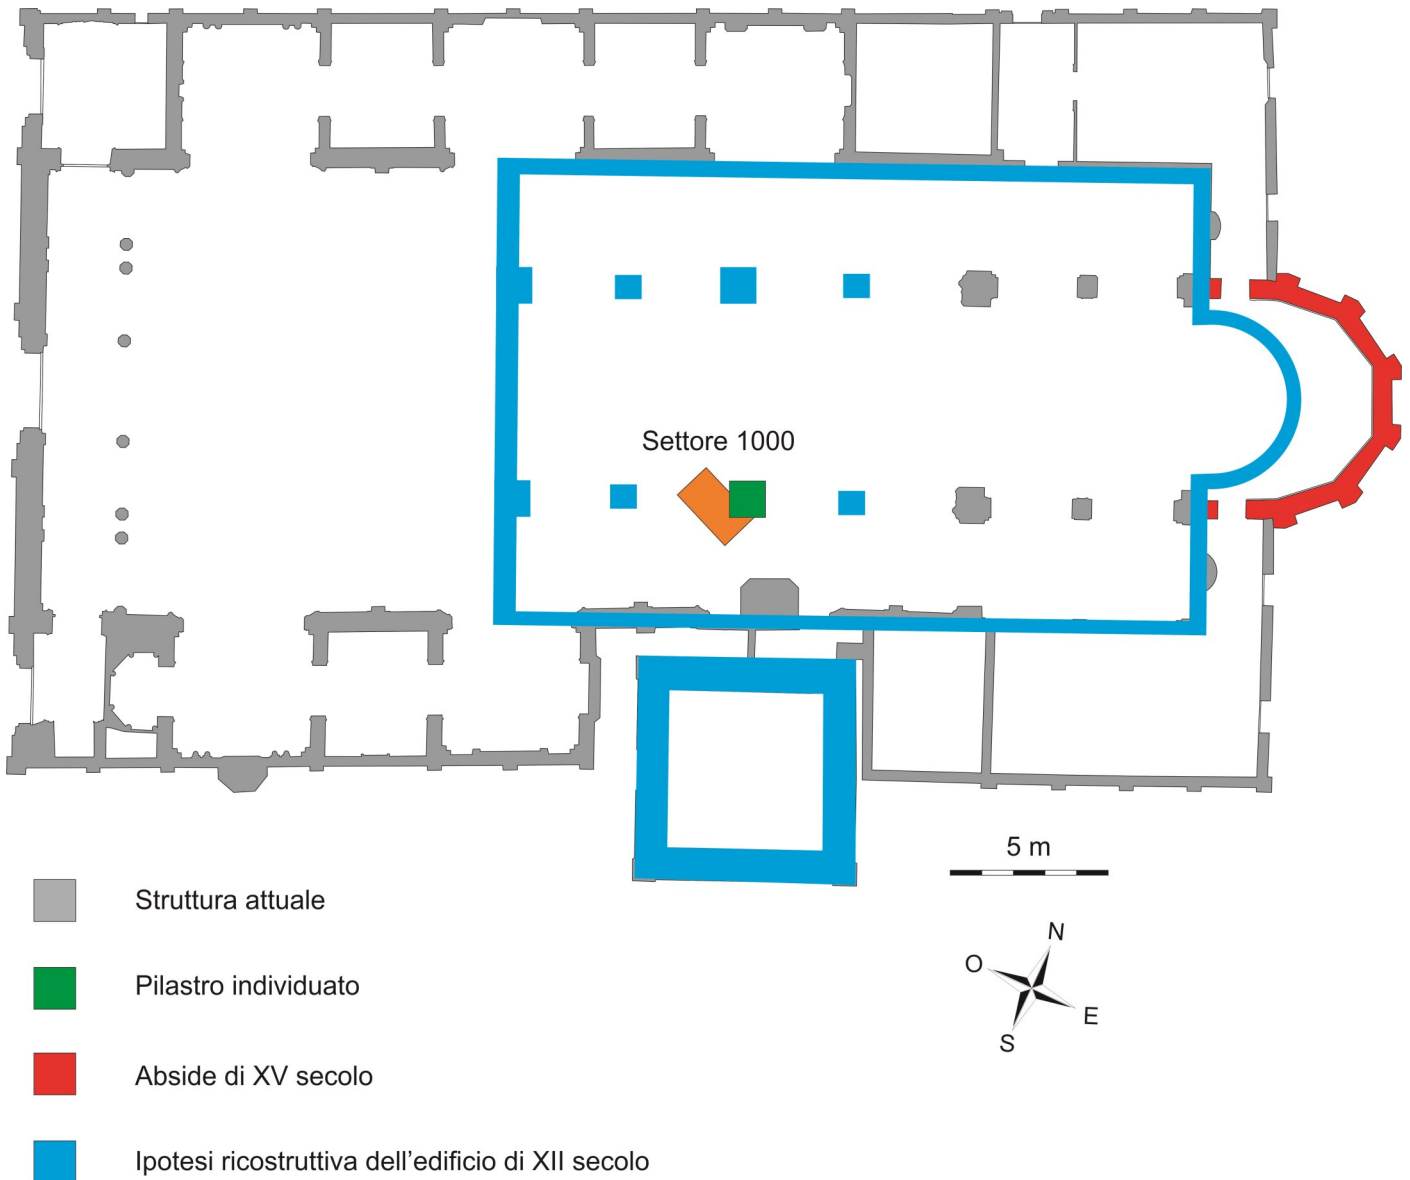 Settore 1000
5 m
N
O
E
S
Struttura attuale
Pilastro individuato
Abside di XV secolo
Ipotesi ricostruttiva dell'edificio di XII secolo